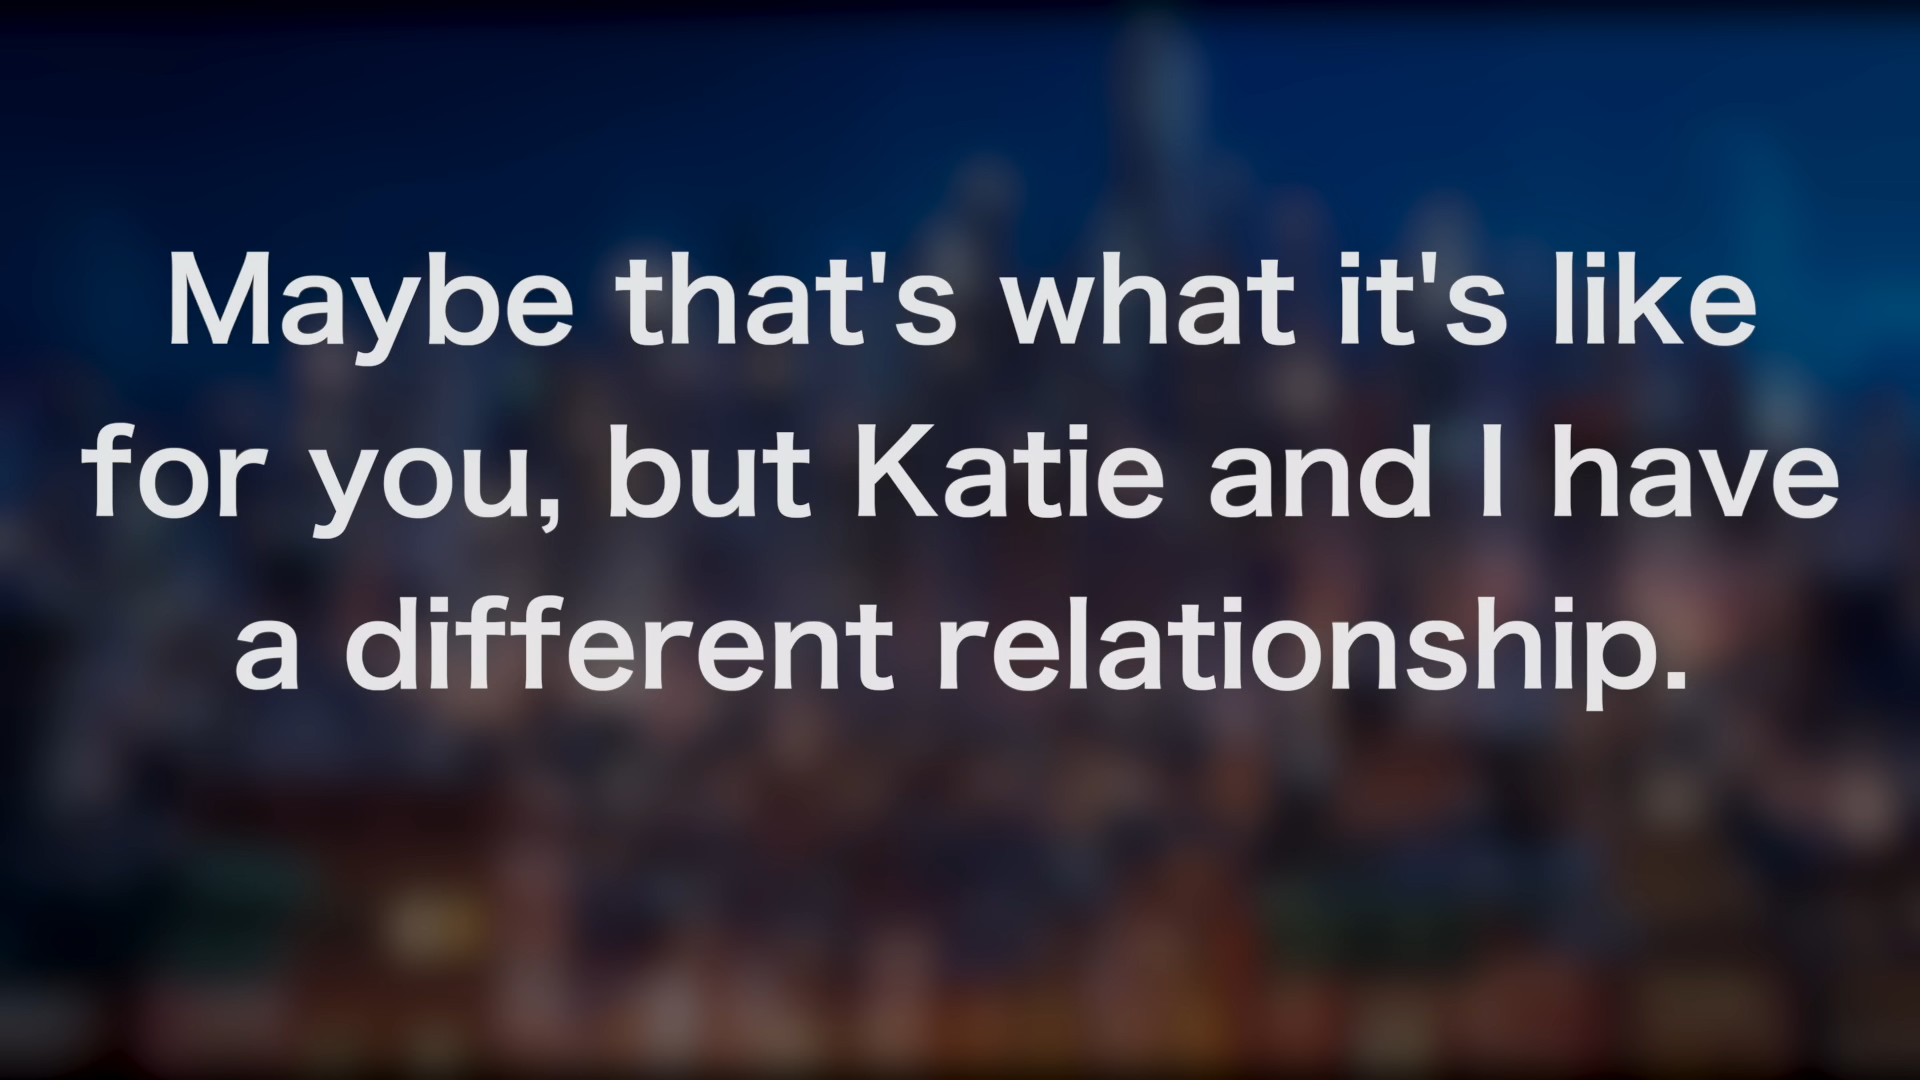 Maybe that's what it's like
for you, but Katie and I have
a different relationship.